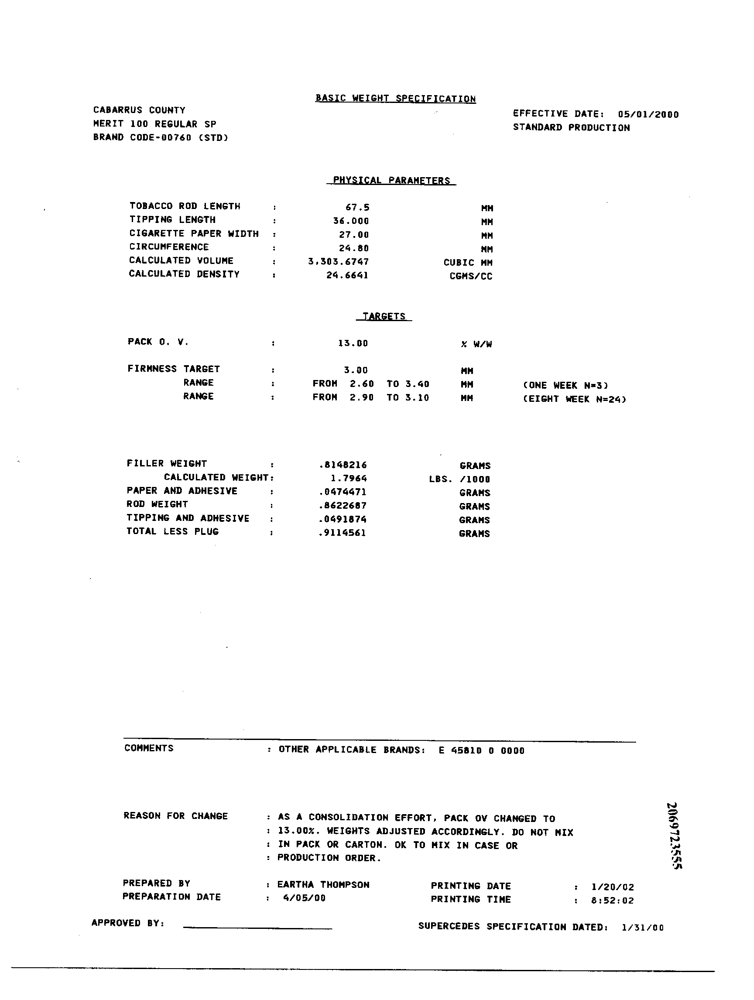 BASIC WEIGHT SPECIFICATION
CABARRUS COUNTY
MERIT 100 REGULAR SP
BRAND CODE-00760 (STD)
EFFECTIVE DATE: 05/01/2000
STANDARD PRODUCTION
PHYSICAL PARAMETERS
TOBACCO ROD LENGTH : 67.5 MM
TIPPING LENGTH : 36.000 MM
CIGARETTE PAPER WIDTH : 27.00 MM
CIRCUMFERENCE : 24.80 MM
CALCULATED VOLUME : 3,303.6747 CUBIC MM
CALCULATED DENSITY : 24.6641 CGMS/CC
TARGETS
PACK O. V. : 13.00 % W/W
FIRMNESS TARGET : 3.00 MM
RANGE : FROM 2.60 TO 3.40 MM (ONE WEEK N=3)
RANGE : FROM 2.90 TO 3.10 MM (EIGHT WEEK N=24)
FILLER WEIGHT : .8148216 GRAMS
CALCULATED WEIGHT: 1.7964 LBS. /1000
PAPER AND ADHESIVE : .0474471 GRAMS
ROD WEIGHT : .8622687 GRAMS
TIPPING AND ADHESIVE : .0491874 GRAMS
TOTAL LESS PLUG : .9114561 GRAMS
COMMENTS : OTHER APPLICABLE BRANDS: E 45810 0 0000
REASON FOR CHANGE : AS A CONSOLIDATION EFFORT, PACK OV CHANGED TO
: 13.00%. WEIGHTS ADJUSTED ACCORDINGLY. DO NOT MIX
: IN PACK OR CARTON. OK TO MIX IN CASE OR
: PRODUCTION ORDER.
2069723555
PREPARED BY : EARTHA THOMPSON PRINTING DATE : 1/20/02
PREPARATION DATE : 4/05/00 PRINTING TIME : 8:52:02
APPROVED BY: SUPERCEDES SPECIFICATION DATED: 1/31/00